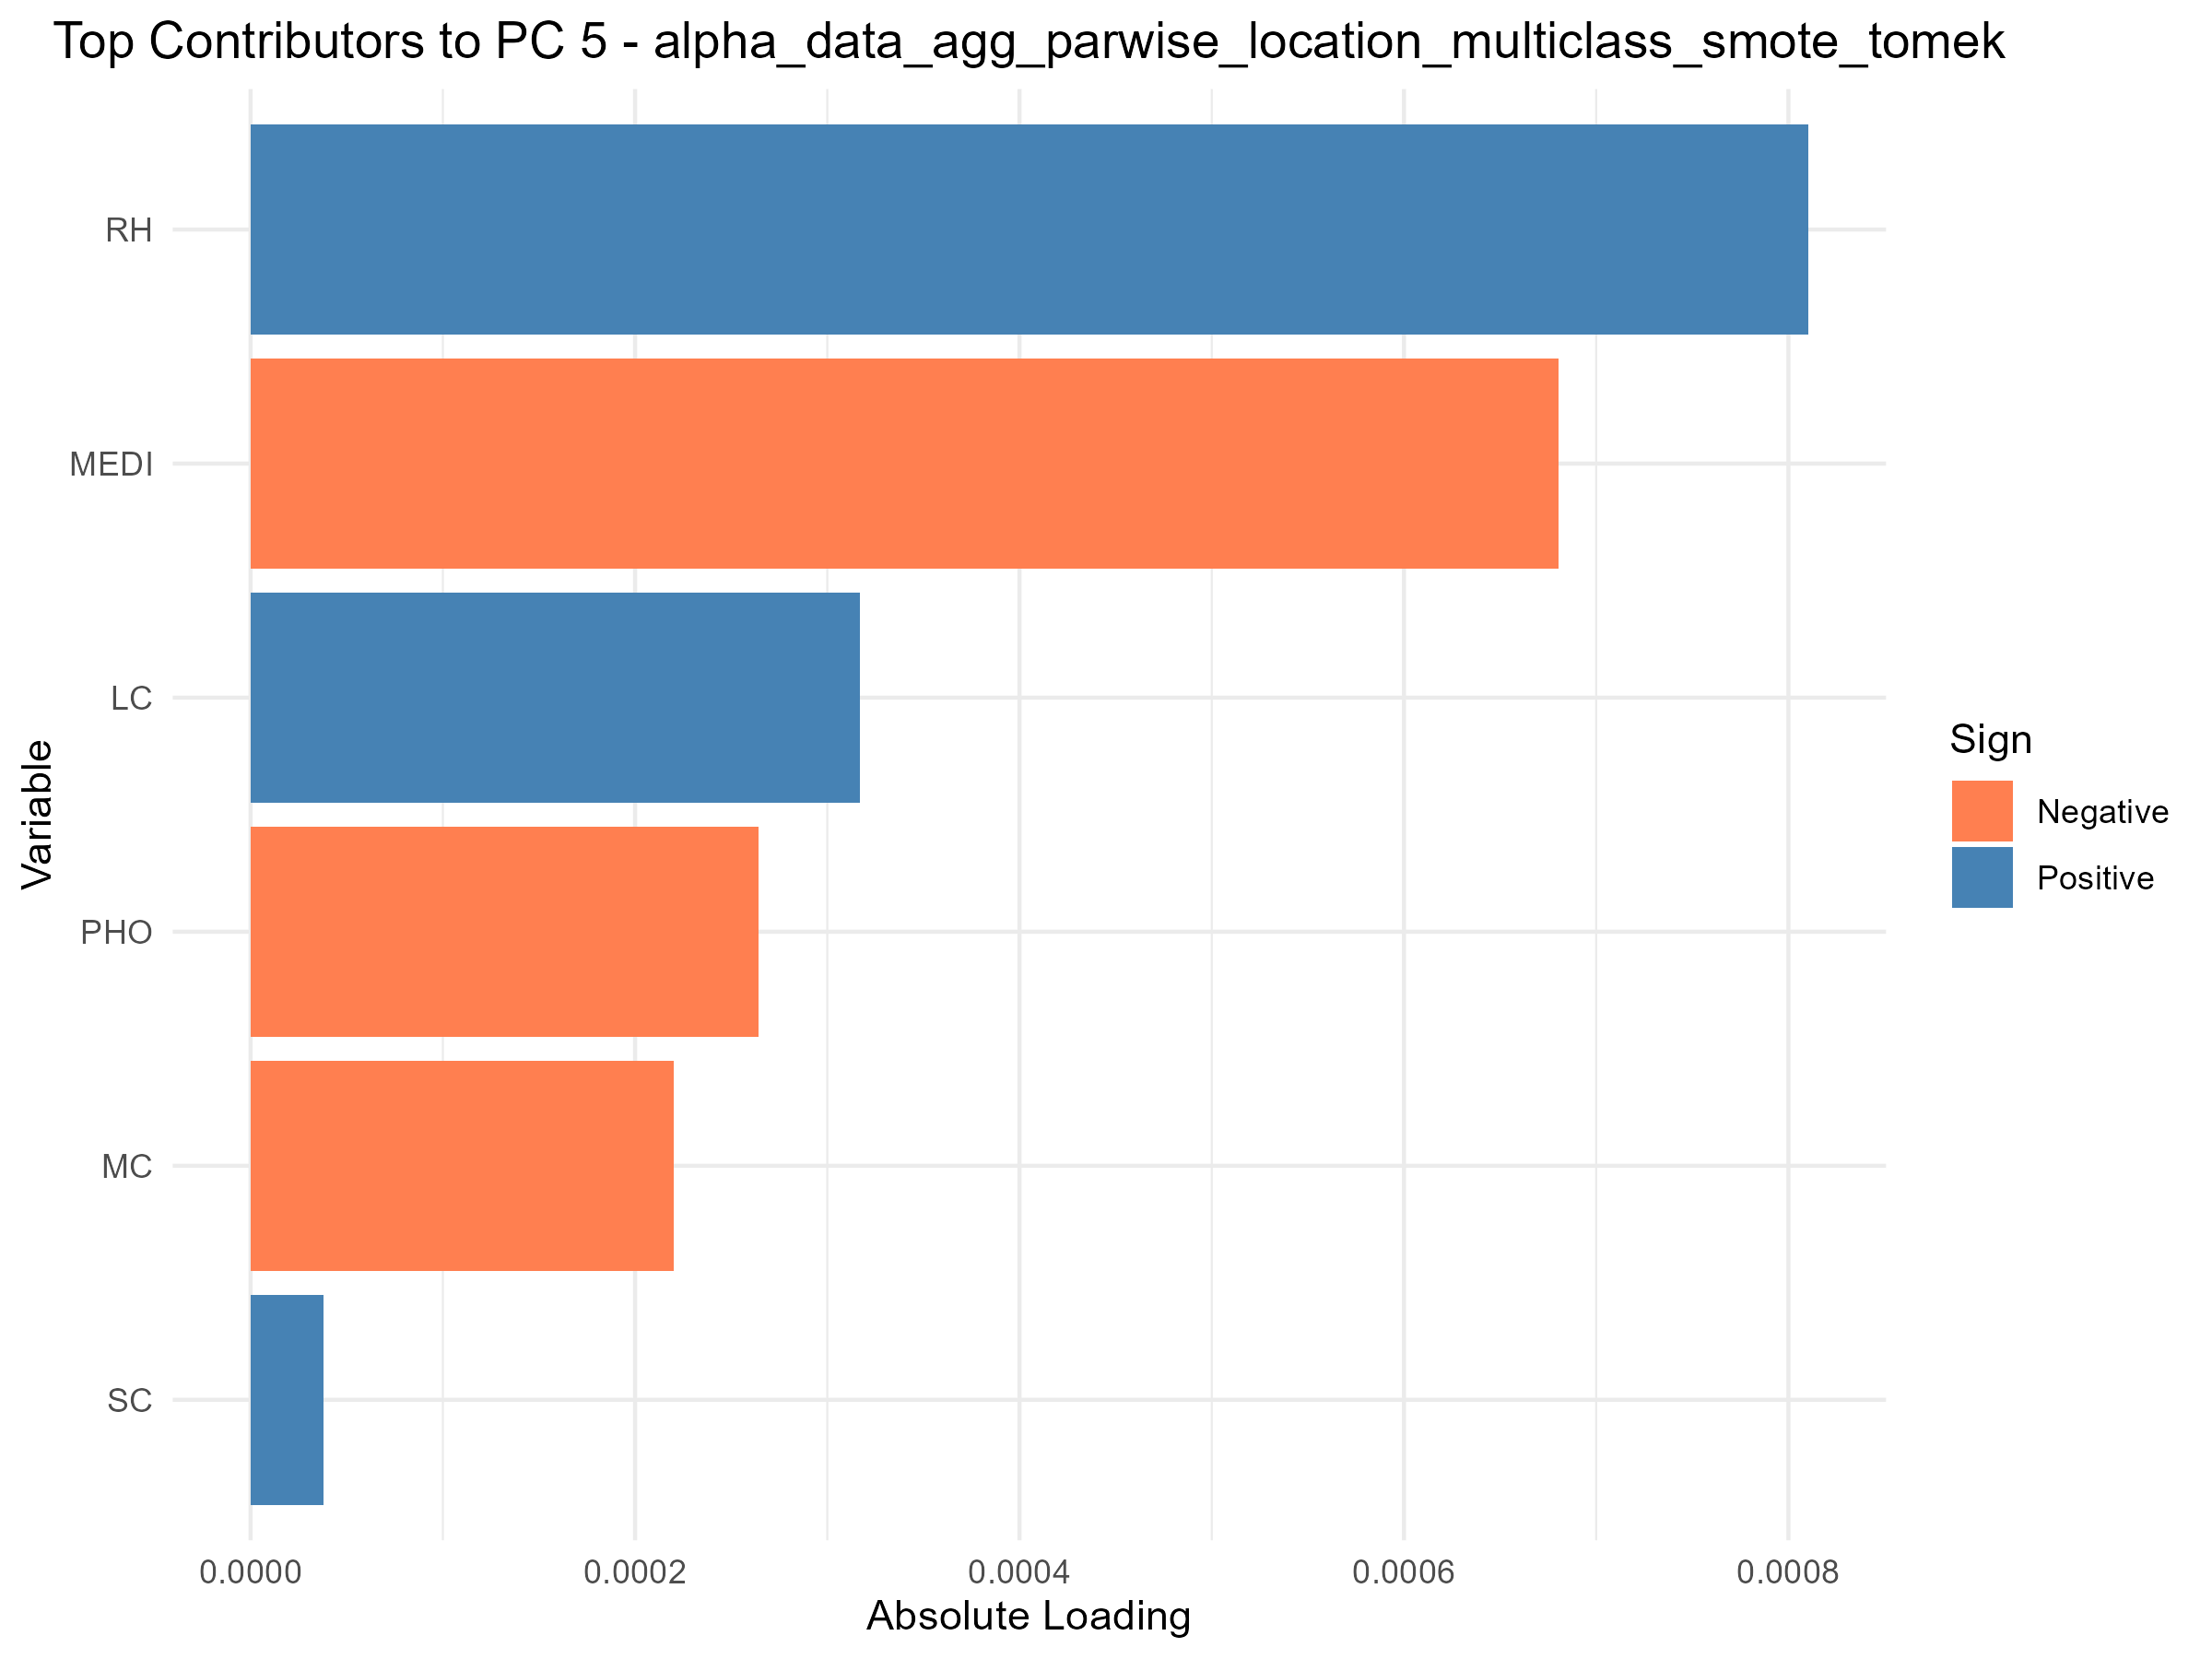 Top Contributors to PC 5 - alpha_data_agg_parwise_location_multiclass_smote_tomek
RH
MEDI
LC
PHO
MC
SC
Variable
0.0000 0.0002 0.0004 0.0006 0.0008
Absolute Loading
Sign
Negative
Positive